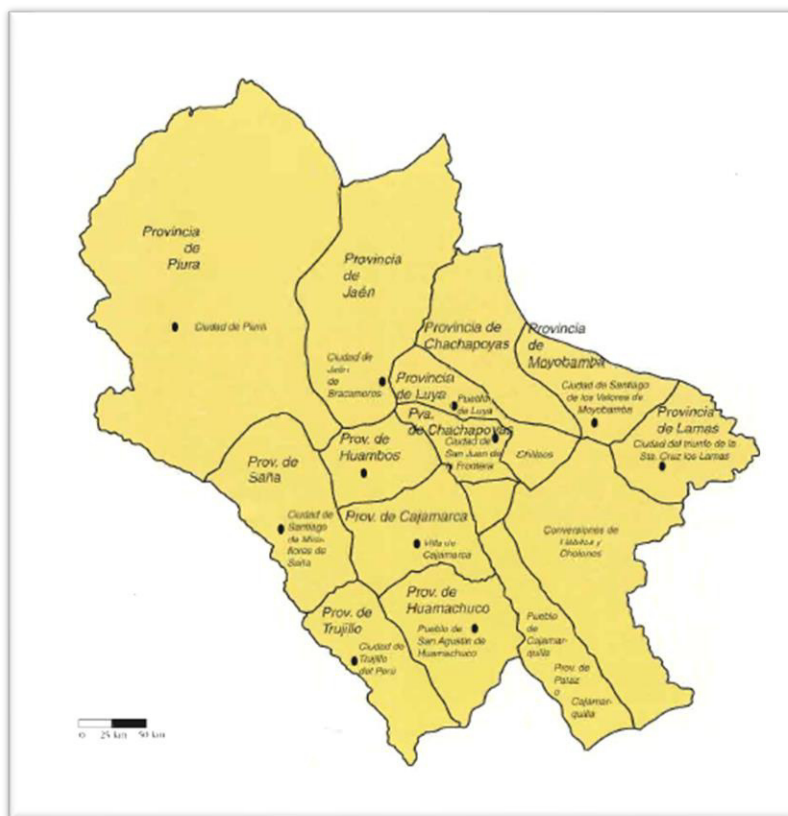 Provincia
de
Piura
Ciudad de Piura
Provincia
de
Jaén
Ciudad de
Jaén
de
Bracamoros
Provincia de
Chachapoyas
Provincia
de
Moyobamba
Ciudad de Santiago
de los Valores de
Moyobamba
Provincia
de Luya
Pueblo
de Luya
Pva.
de Chachapoyas
Ciudad de
San Juan de
Frontera
Chilaos
Provincia
de Lamas
Ciudad del triunfo de la
Sta. Cruz los Lamas
Prov. de
Huambos
Prov. de
Saña
Ciudad de
Santiago
de Mira-
flores de
Saña
Prov. de Cajamarca
Villa de
Cajamarca
Conversiones de
y
Cholonos
Prov. de
Huamachuco
Pueblo de
San Agustín de
Huamachuco
Prov. de
Trujillo
Ciudad de
Trujillo
del Perú
Pueblo
de
Cajamar-
quilla
Prov. de
Pataz
o
Cajamar-
quilla
0 25 km 50 km